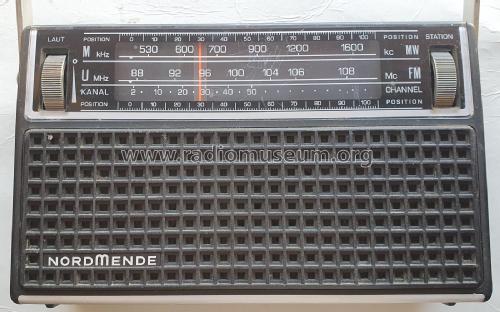 LAUT POSITION 0 10 20 30 40 50 60 70 80 90 100 POSITION STATION
M kHz 530 600 700 900 1200 1600 kc MW
U MHz 88 92 96 100 104 106 108 Mc FM
KANAL 2 10 20 30 40 50 CHANNEL
POSITION 0 10 20 30 40 50 60 70 80 90 100 POSITION
www.radiomuseum.org
NORDMENDE